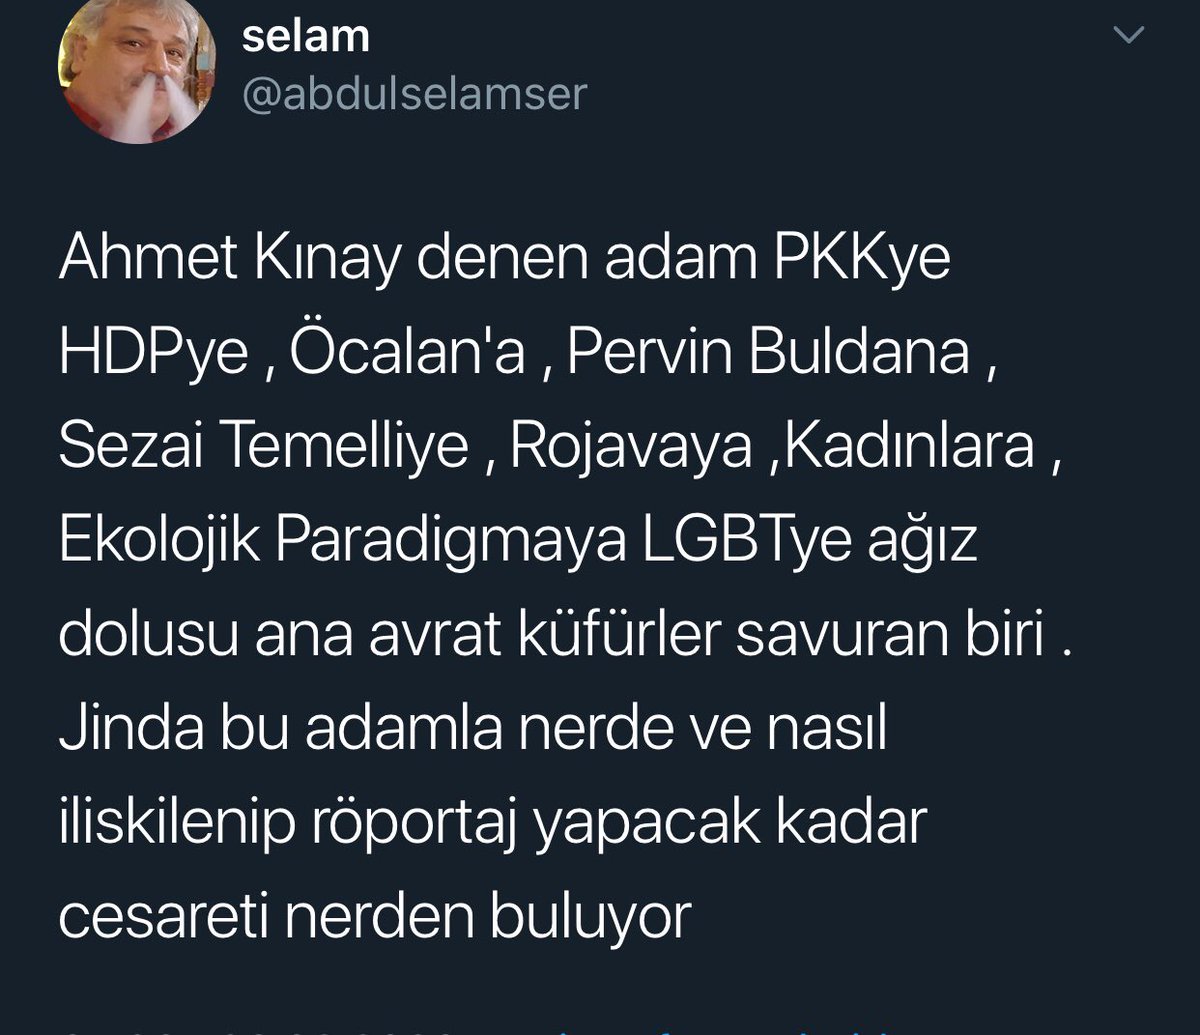 selam
@abdulselamser
Ahmet Kınay denen adam PKKye
HDPye , Öcalan'a , Pervin Buldana ,
Sezai Temelliye , Rojavaya ,Kadınlara ,
Ekolojik Paradigmaya LGBTye ağız
dolusu ana avrat küfürler savuran biri .
Jinda bu adamla nerde ve nasıl
iliskilenip röportaj yapacak kadar
cesareti nerden buluyor